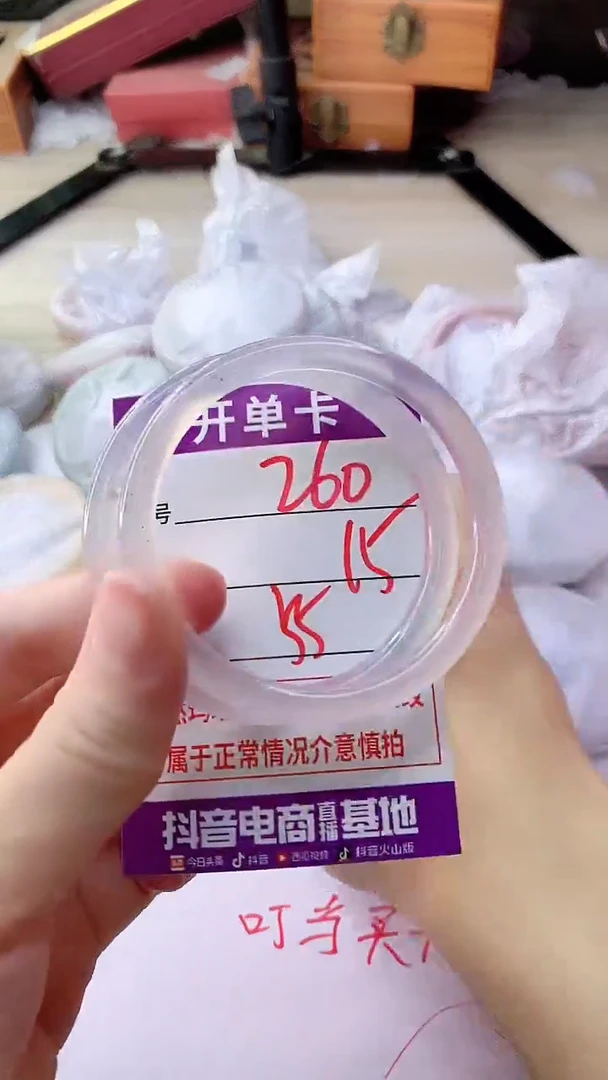 开单卡
号 260
15
55
属于正常情况介意慎拍
抖音电商直播基地
今日头条 抖音 西瓜视频 抖音火山版
叮当买